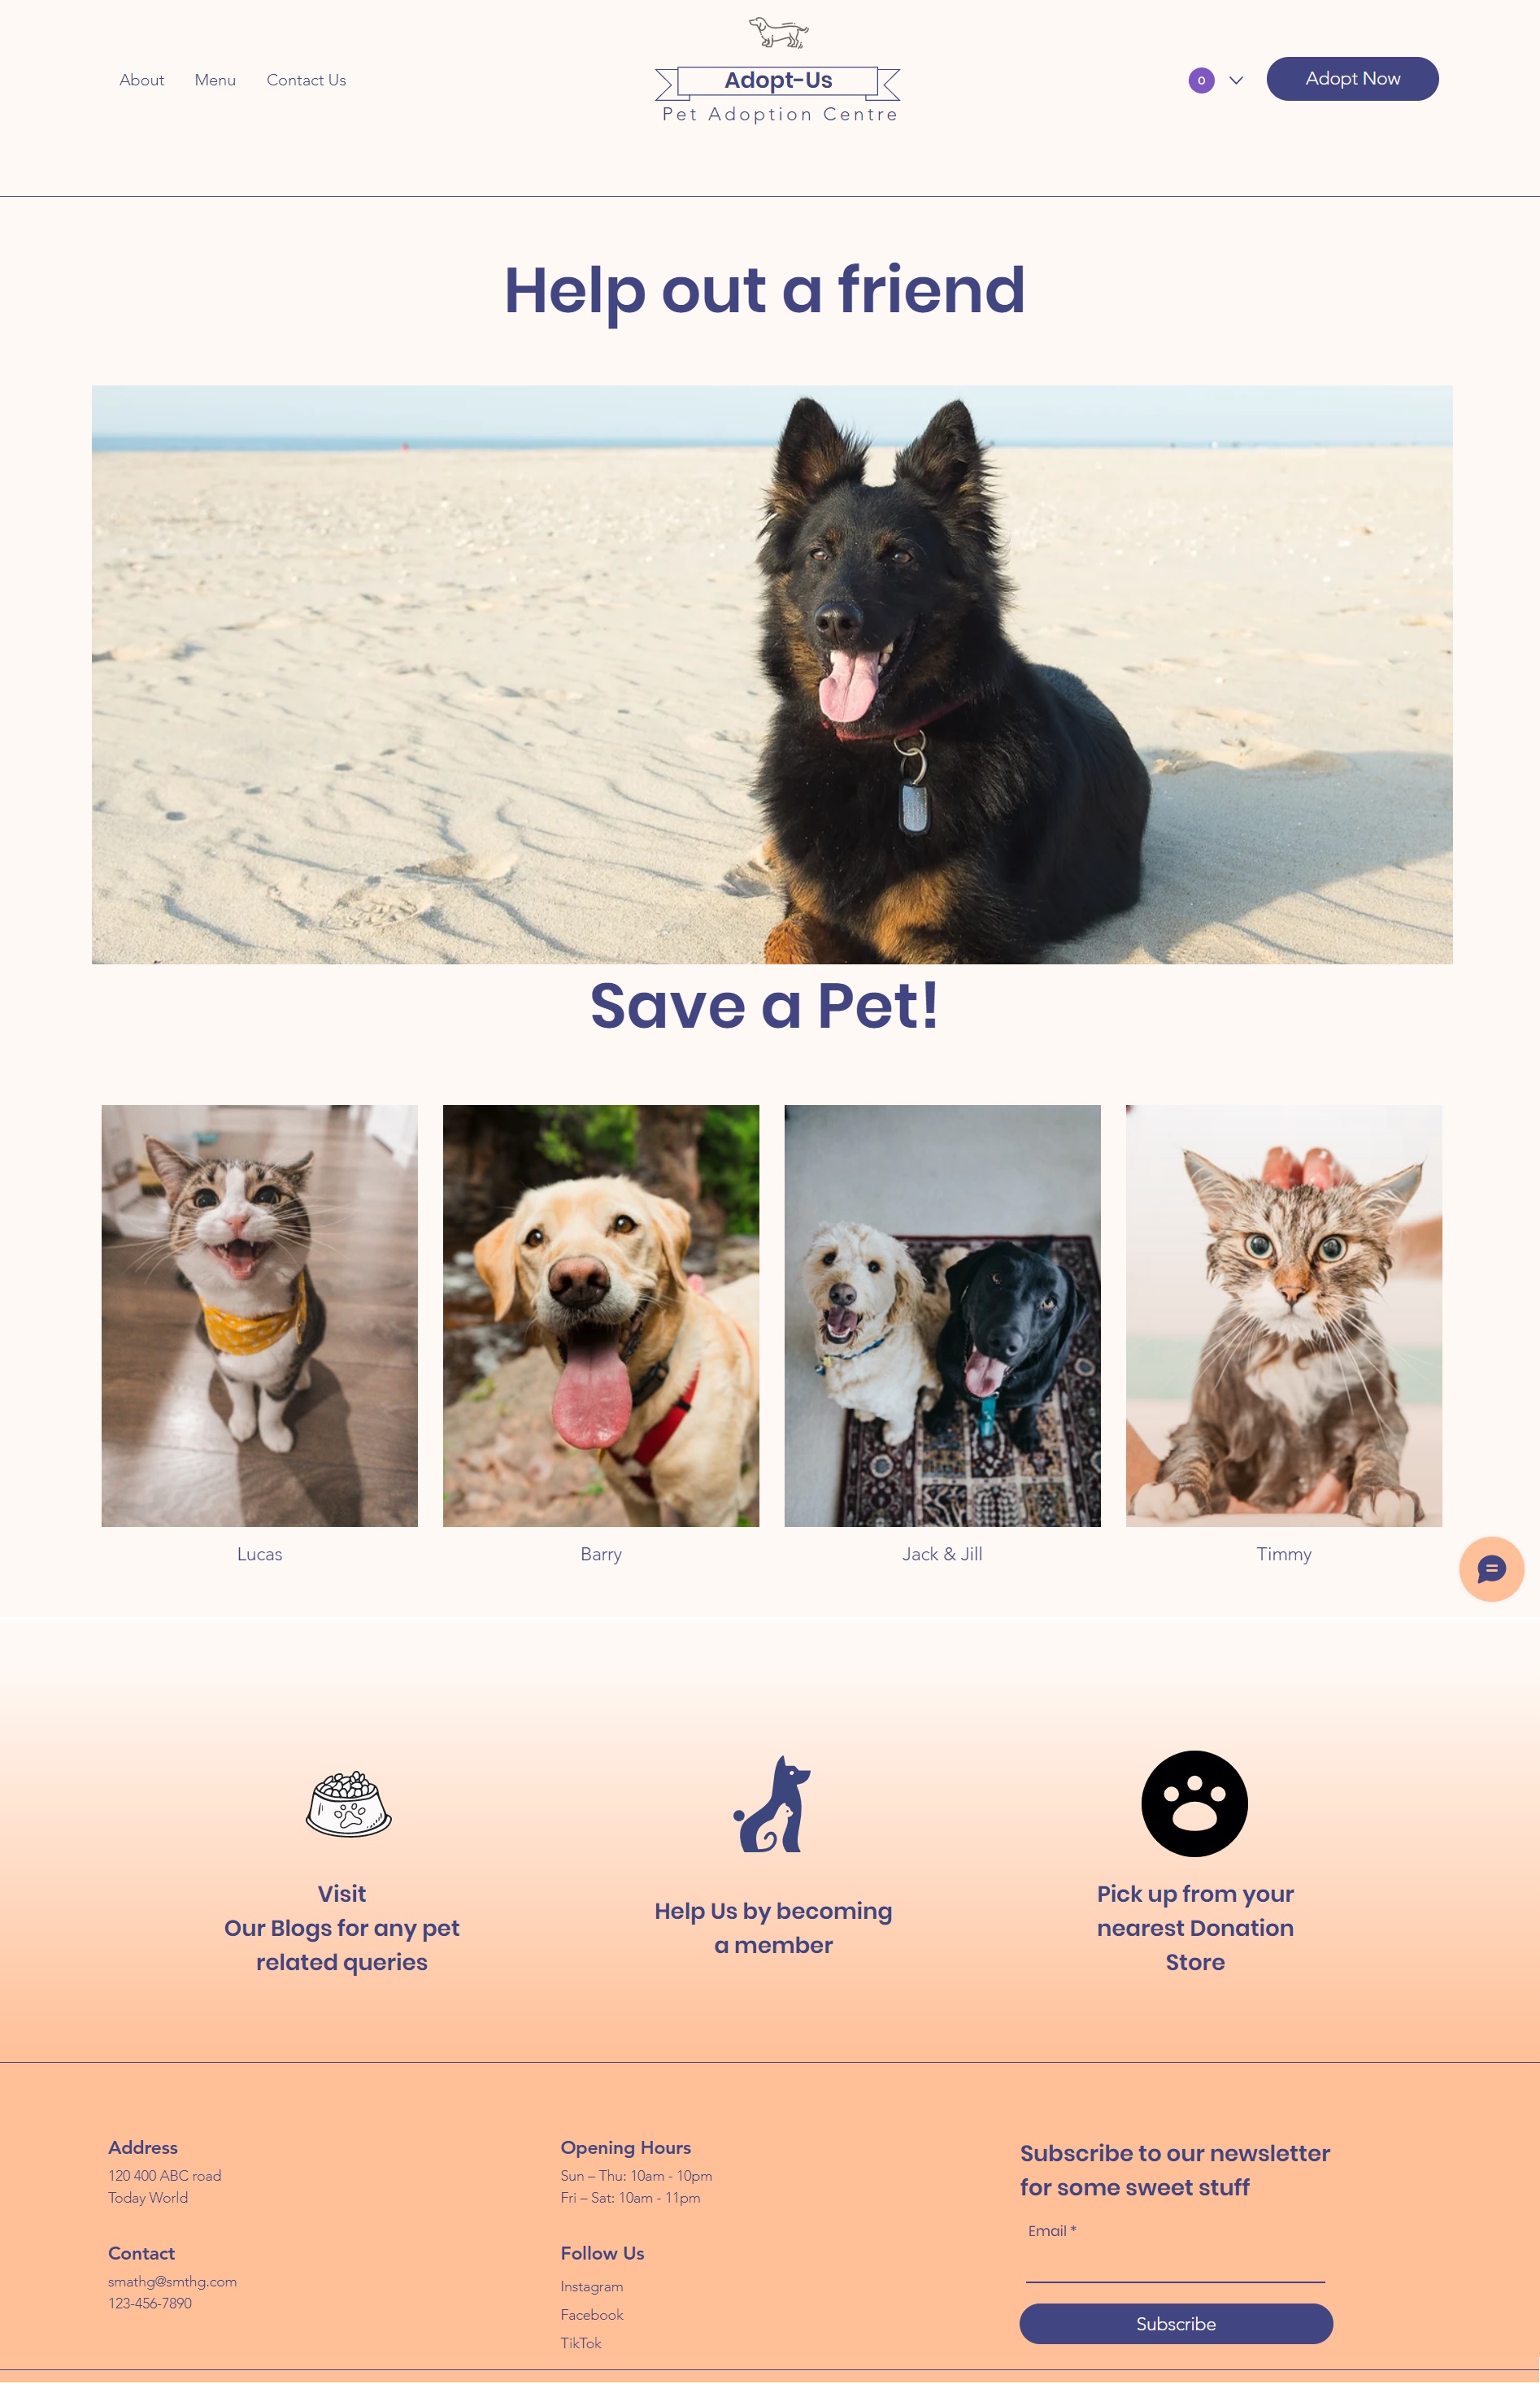 About
Menu
Contact Us
Adopt-Us
Pet Adoption Centre
0
Adopt Now
Help out a friend
Save a Pet!
Lucas
Barry
Jack & Jill
Timmy
Visit
Our Blogs for any pet
related queries
Help Us by becoming
a member
Pick up from your
nearest Donation
Store
Address
120 400 ABC road
Today World
Contact
smathg@smthg.com
123-456-7890
Opening Hours
Sun – Thu: 10am - 10pm
Fri – Sat: 10am - 11pm
Follow Us
Instagram
Facebook
TikTok
Subscribe to our newsletter
for some sweet stuff
Email *
Subscribe